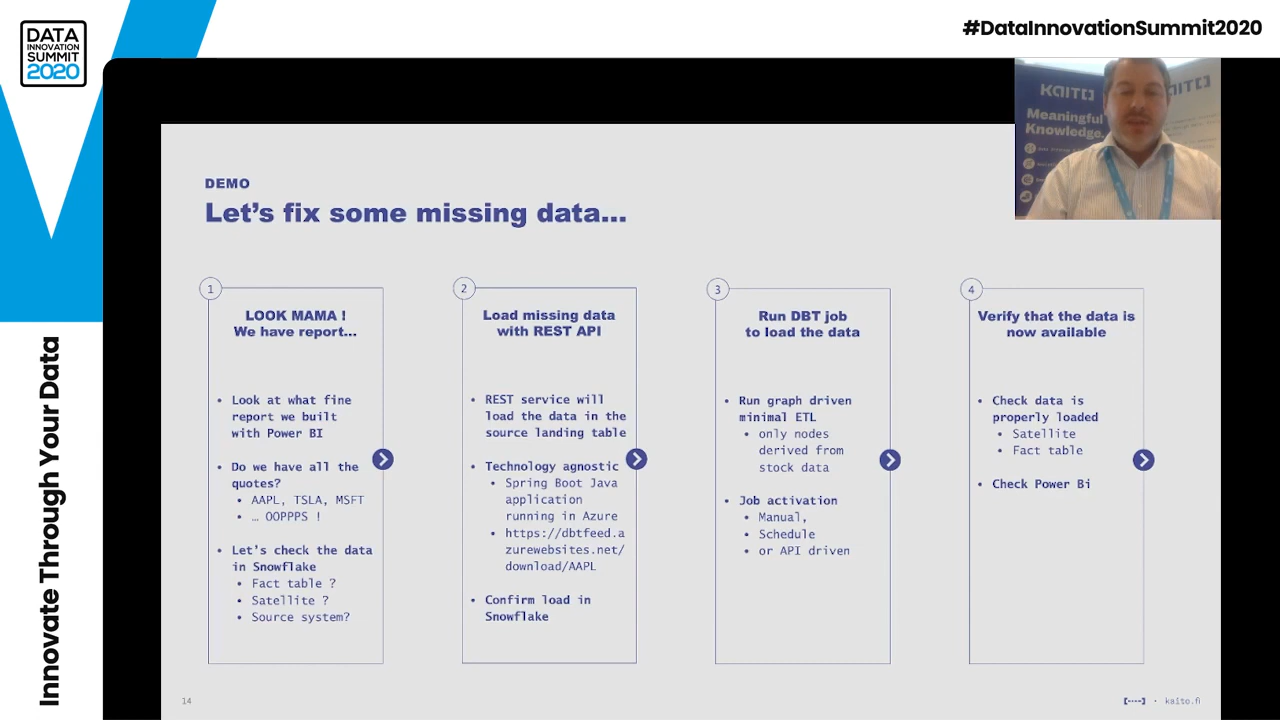 DATA
INNOVATION
SUMMIT
2020
#DataInnovationSummit2020
Innovate Through Your Data
KAITO
Meaningful
Knowledge.
DEMO
Let's fix some missing data...
1
LOOK MAMA !
We have report...
• Look at what fine
report we built
with Power BI
• Do we have all the
quotes?
• AAPL, TSLA, MSFT
• … OOPPPS !
• Let's check the data
in Snowflake
• Fact table ?
• Satellite ?
• Source system?
2
Load missing data
with REST API
• REST service will
load the data in the
source landing table
• Technology agnostic
• Spring Boot Java
application
running in Azure
• https://dbtfeed.a
zurewebsites.net/
download/AAPL
• Confirm load in
Snowflake
3
Run DBT job
to load the data
• Run graph driven
minimal ETL
• only nodes
derived from
stock data
• Job activation
• Manual,
• Schedule
• or API driven
4
Verify that the data is
now available
• Check data is
properly loaded
• Satellite
• Fact table
• Check Power Bi
14
[----] · kaito.fi